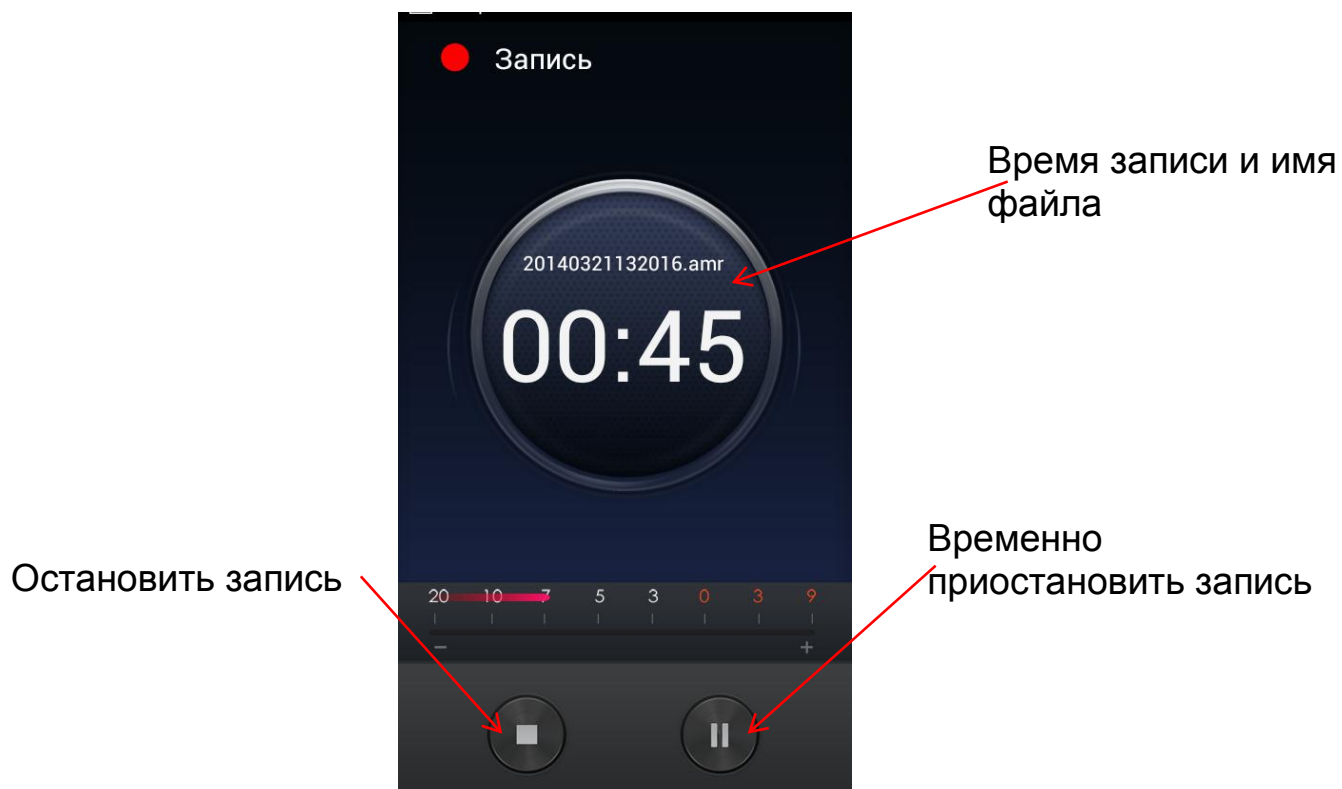 Запись
Время записи и имя
файла
20140321132016.amr
00:45
Временно
приостановить запись
Остановить запись
20 10 7 5 3 0 3 9
− +